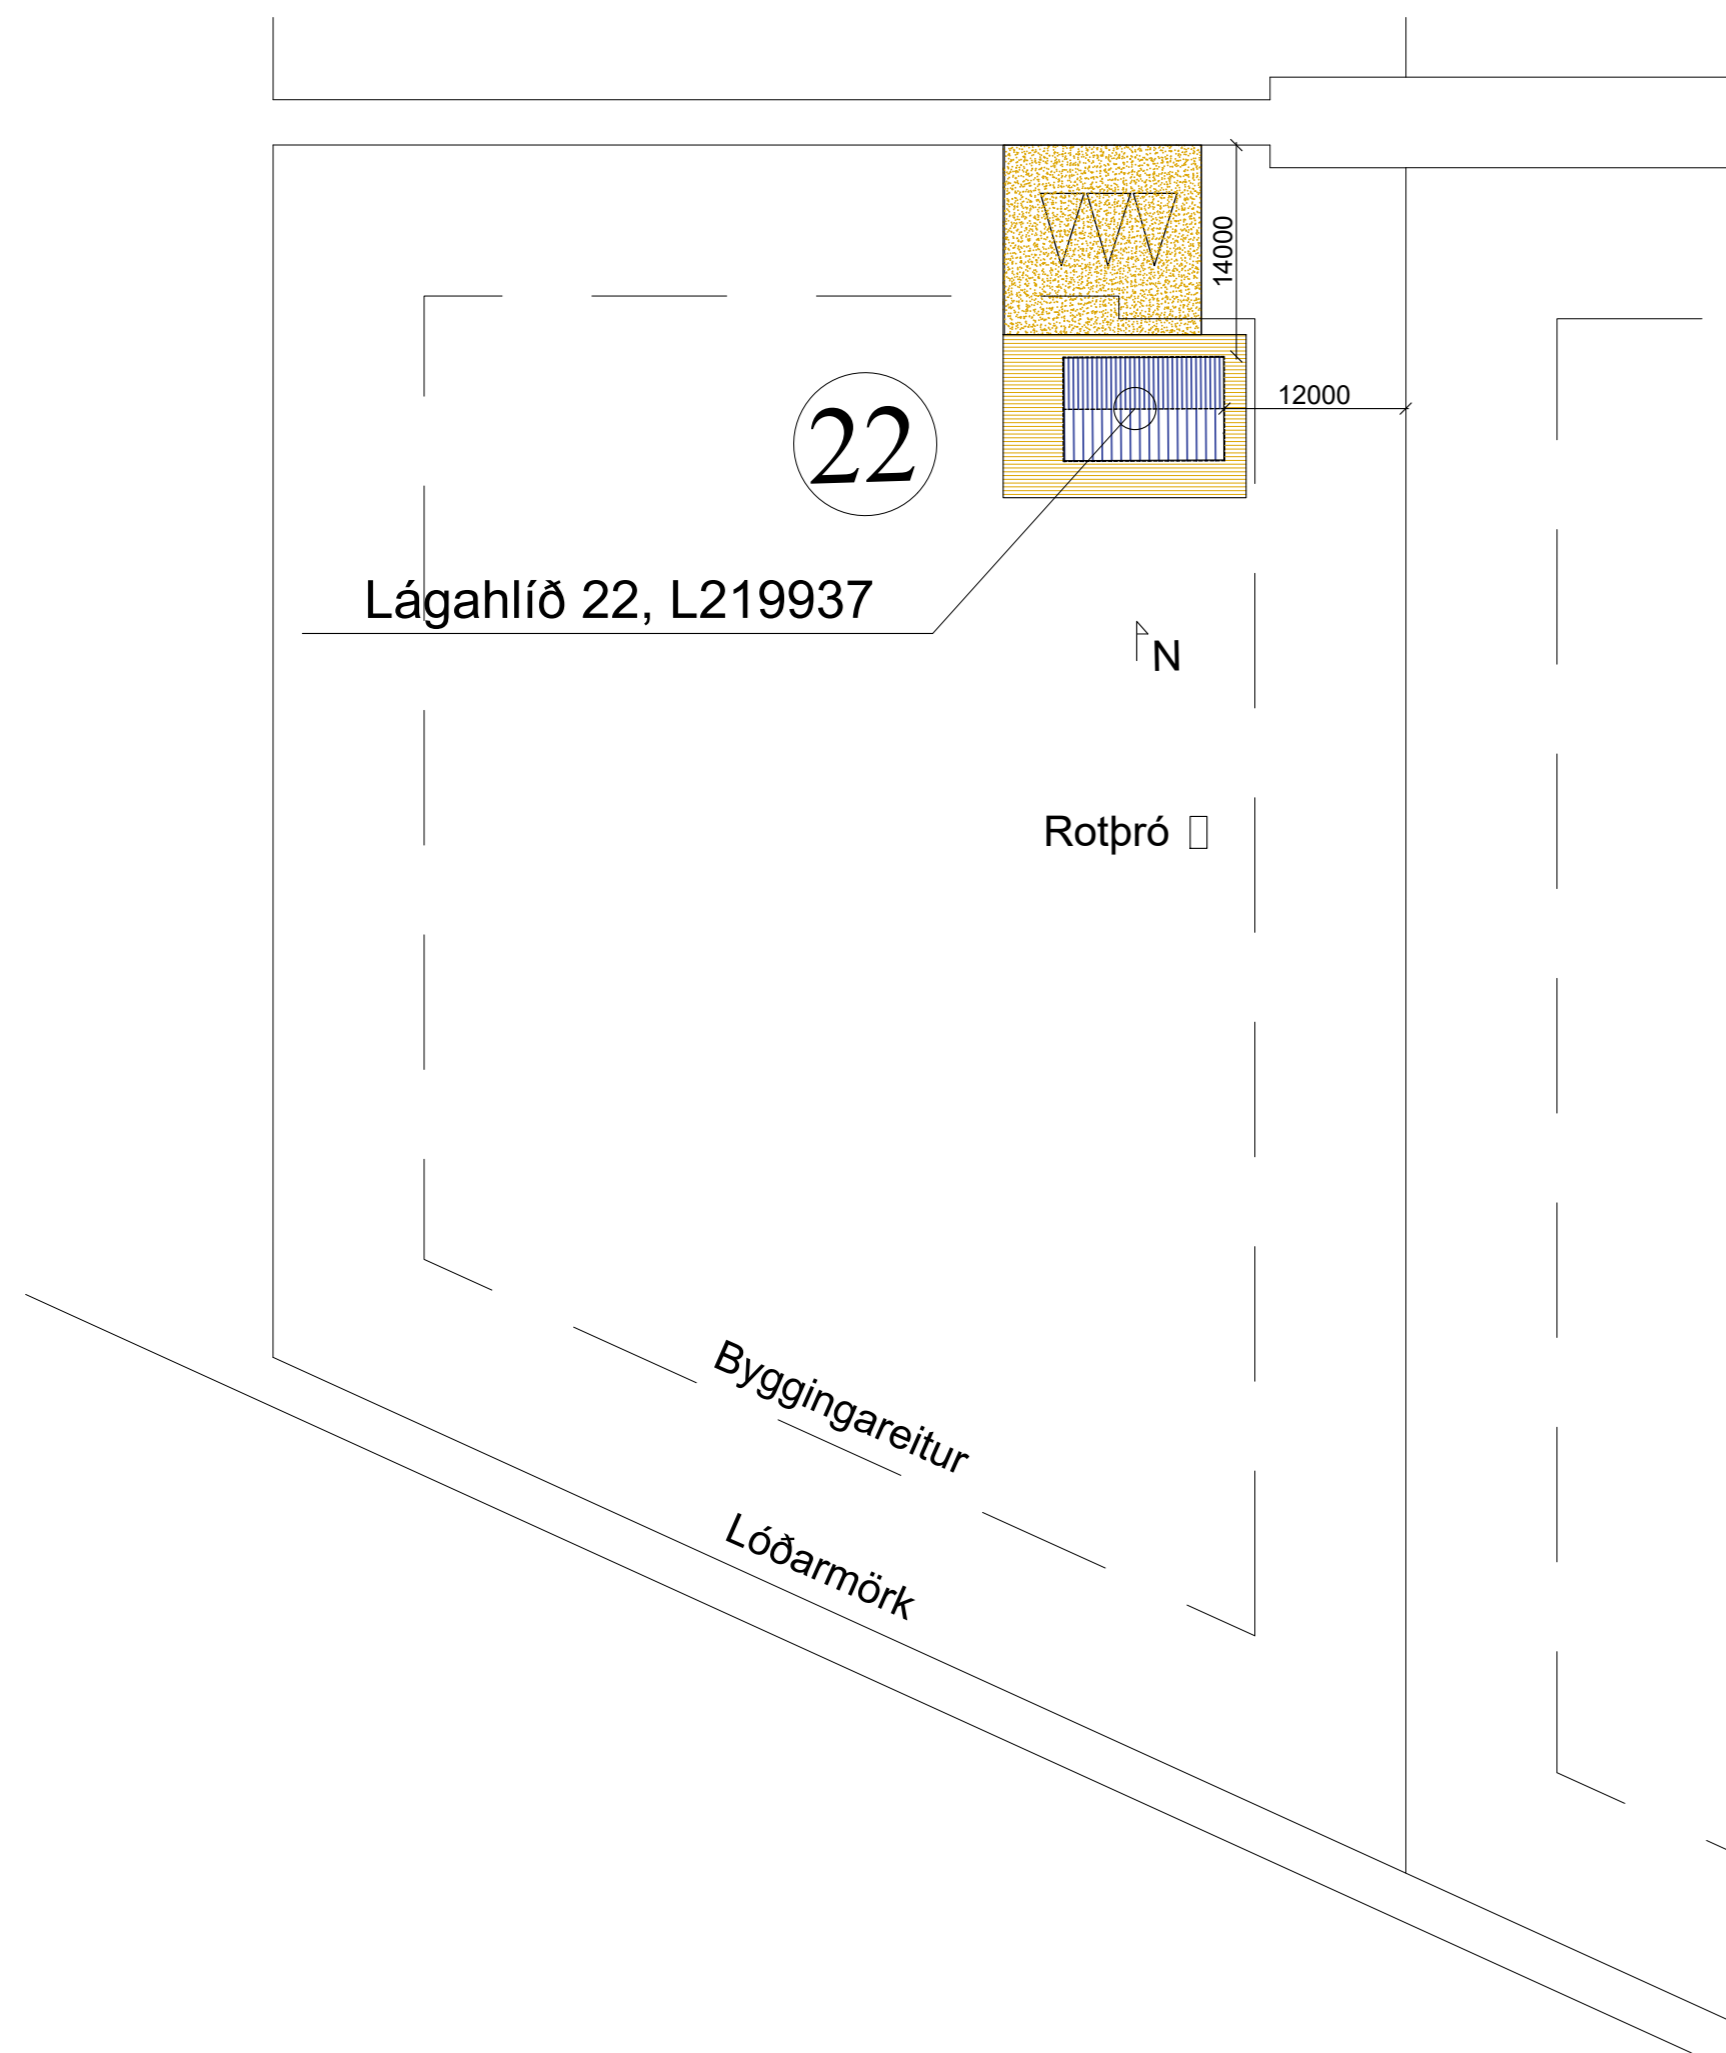 14000
12000
22
Lágahlíð 22, L219937
N
Rotþró
Byggingareitur
Lóðarmörk